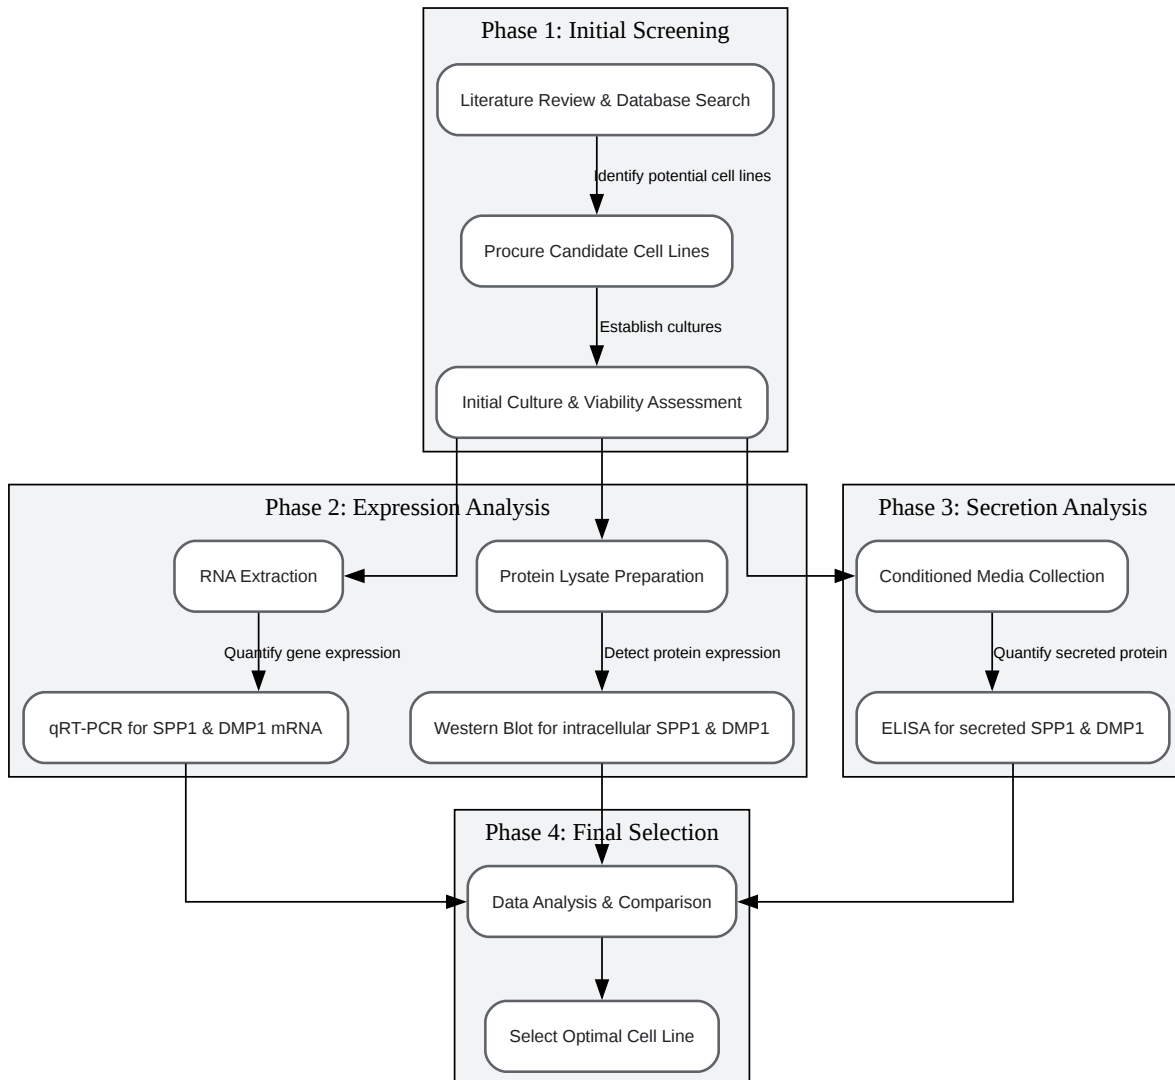 Phase 1: Initial Screening
Literature Review & Database Search
Identify potential cell lines
Procure Candidate Cell Lines
Establish cultures
Initial Culture & Viability Assessment
Phase 2: Expression Analysis
RNA Extraction
Protein Lysate Preparation
Quantify gene expression
Detect protein expression
qRT-PCR for SPP1 & DMP1 mRNA
Western Blot for intracellular SPP1 & DMP1
Phase 3: Secretion Analysis
Conditioned Media Collection
Quantify secreted protein
ELISA for secreted SPP1 & DMP1
Phase 4: Final Selection
Data Analysis & Comparison
Select Optimal Cell Line